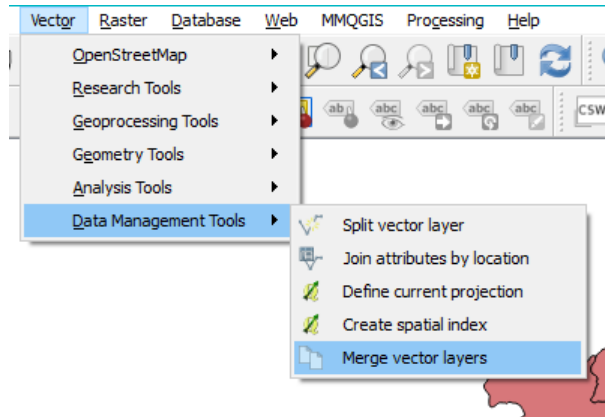 Vector Raster Database Web MMQGIS Processing Help
OpenStreetMap
Research Tools
Geoprocessing Tools
Geometry Tools
Analysis Tools
Data Management Tools
ab abc abc abc abc CSW
Split vector layer
Join attributes by location
Define current projection
Create spatial index
Merge vector layers